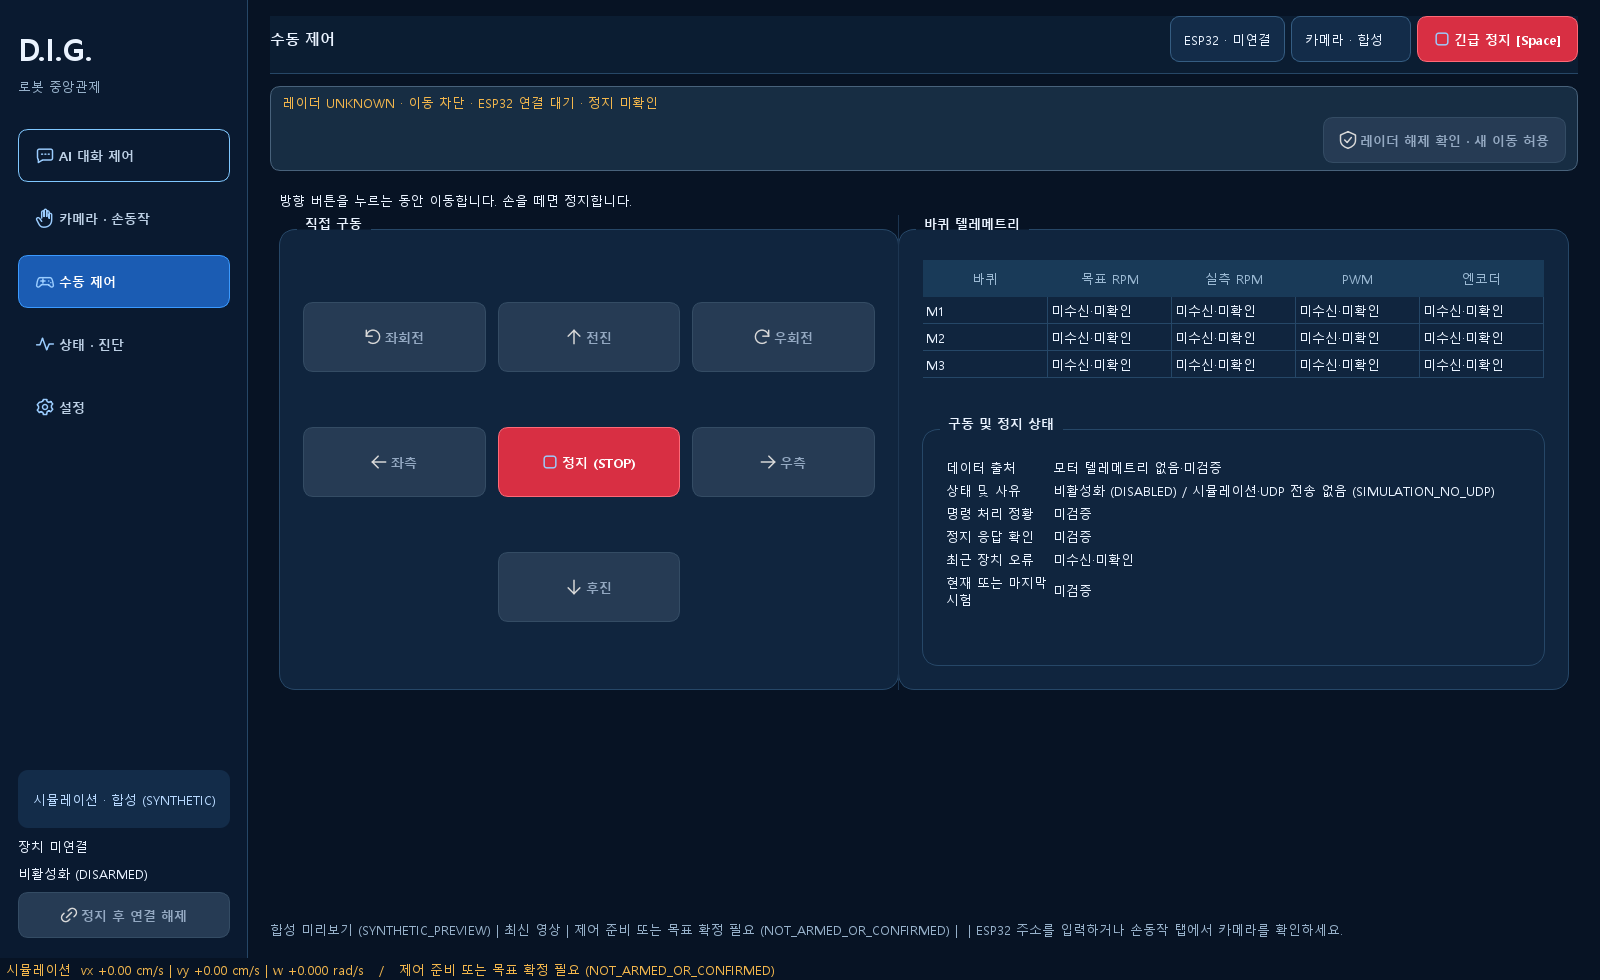 D.I.G.
로봇 중앙관제
AI 대화 제어
카메라 · 손동작
수동 제어
상태 · 진단
설정
시뮬레이션 · 합성 (SYNTHETIC)
장치 미연결
비활성화 (DISARMED)
정지 후 연결 해제
수동 제어
ESP32 · 미연결
카메라 · 합성
긴급 정지 [Space]
레이더 UNKNOWN · 이동 차단 · ESP32 연결 대기 · 정지 미확인
레이더 해제 확인 · 새 이동 허용
방향 버튼을 누르는 동안 이동합니다. 손을 떼면 정지합니다.
직접 구동
좌회전
전진
우회전
좌측
정지 (STOP)
우측
후진
바퀴 텔레메트리
바퀴 목표 RPM 실측 RPM PWM 엔코더
M1 미수신·미확인 미수신·미확인 미수신·미확인 미수신·미확인
M2 미수신·미확인 미수신·미확인 미수신·미확인 미수신·미확인
M3 미수신·미확인 미수신·미확인 미수신·미확인 미수신·미확인
구동 및 정지 상태
데이터 출처 모터 텔레메트리 없음·미검증
상태 및 사유 비활성화 (DISABLED) / 시뮬레이션·UDP 전송 없음 (SIMULATION_NO_UDP)
명령 처리 정황 미검증
정지 응답 확인 미검증
최근 장치 오류 미수신·미확인
현재 또는 마지막
시험 미검증
합성 미리보기 (SYNTHETIC_PREVIEW) | 최신 영상 | 제어 준비 또는 목표 확정 필요 (NOT_ARMED_OR_CONFIRMED) | | ESP32 주소를 입력하거나 손동작 탭에서 카메라를 확인하세요.
시뮬레이션 vx +0.00 cm/s | vy +0.00 cm/s | w +0.000 rad/s / 제어 준비 또는 목표 확정 필요 (NOT_ARMED_OR_CONFIRMED)